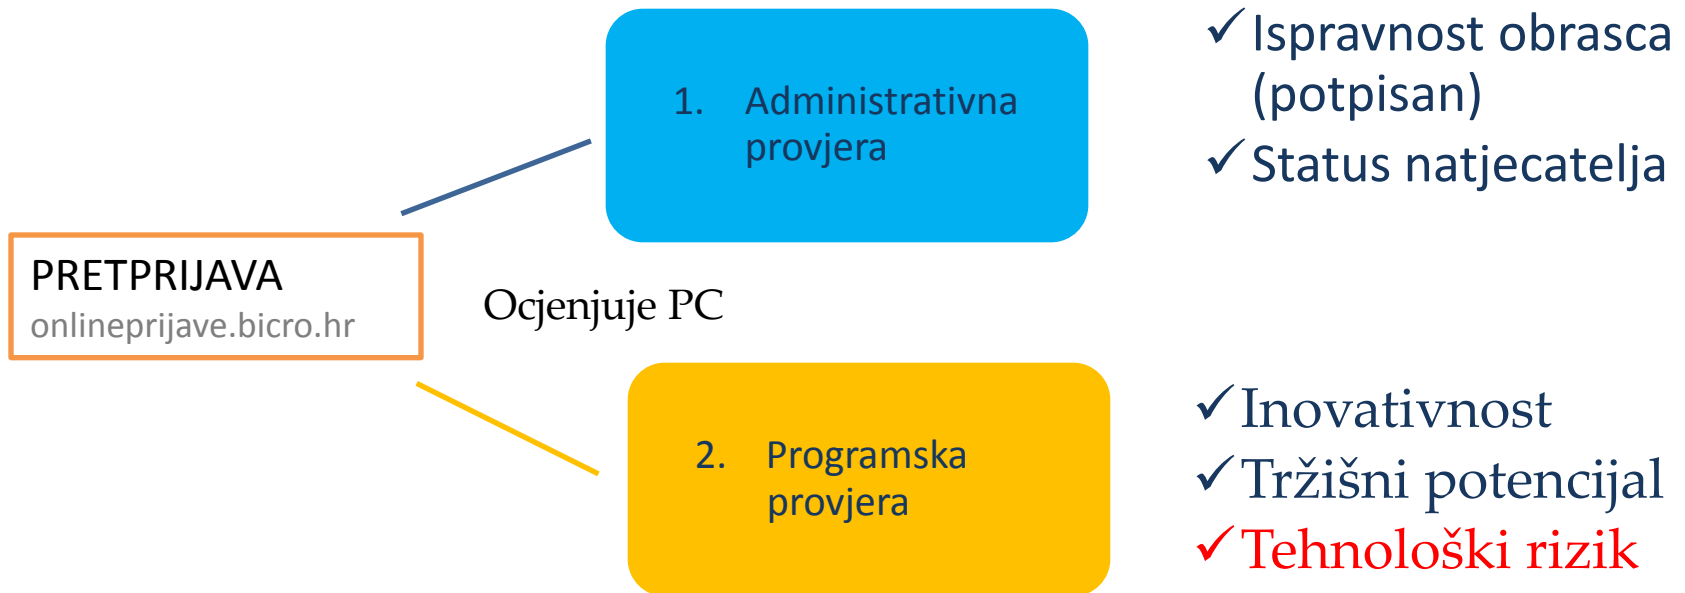 1. Administrativna
provjera
✓ Ispravnost obrasca
(potpisan)
✓ Status natjecatelja
PRETPRIJAVA
onlineprijave.bicro.hr
Ocjenjuje PC
2. Programska
provjera
✓ Inovativnost
✓ Tržišni potencijal
✓ Tehnološki rizik